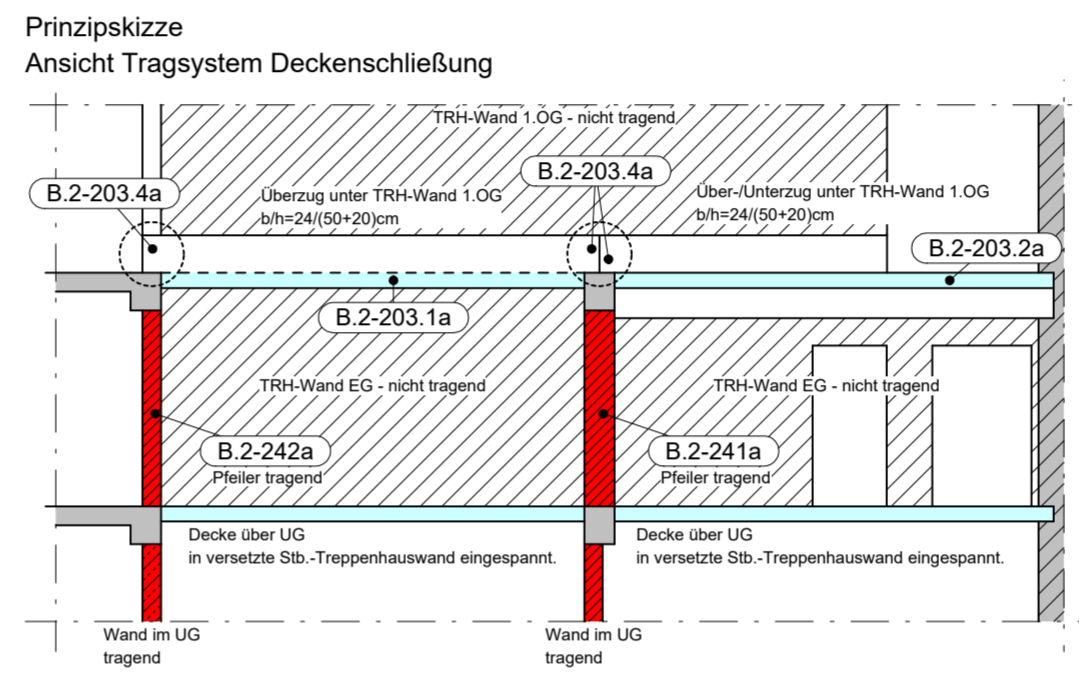 Prinzipskizze
Ansicht Tragsystem Deckenschließung
TRH-Wand 1.OG - nicht tragend
B.2-203.4a
B.2-203.4a
Überzug unter TRH-Wand 1.OG
b/h=24/(50+20)cm
Über-/Unterzug unter TRH-Wand 1.OG
b/h=24/(50+20)cm
B.2-203.2a
B.2-203.1a
TRH-Wand EG - nicht tragend
TRH-Wand EG - nicht tragend
B.2-242a
Pfeiler tragend
B.2-241a
Pfeiler tragend
Decke über UG
in versetzte Stb.-Treppenhauswand eingespannt.
Decke über UG
in versetzte Stb.-Treppenhauswand eingespannt.
Wand im UG
tragend
Wand im UG
tragend